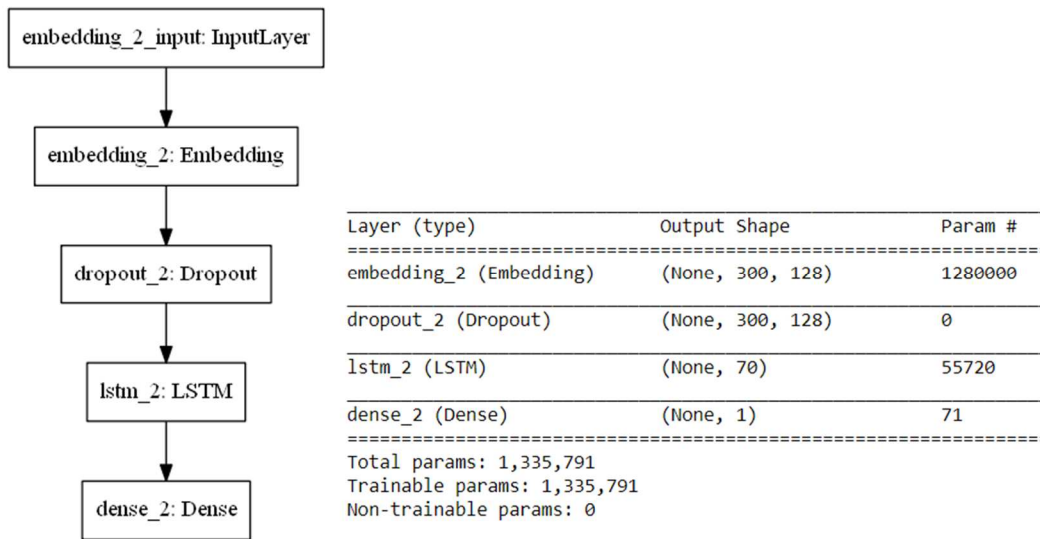 embedding_2_input: InputLayer
embedding_2: Embedding
dropout_2: Dropout
lstm_2: LSTM
dense_2: Dense
Layer (type) Output Shape Param #
embedding_2 (Embedding) (None, 300, 128) 1280000
dropout_2 (Dropout) (None, 300, 128) 0
lstm_2 (LSTM) (None, 70) 55720
dense_2 (Dense) (None, 1) 71
Total params: 1,335,791
Trainable params: 1,335,791
Non-trainable params: 0